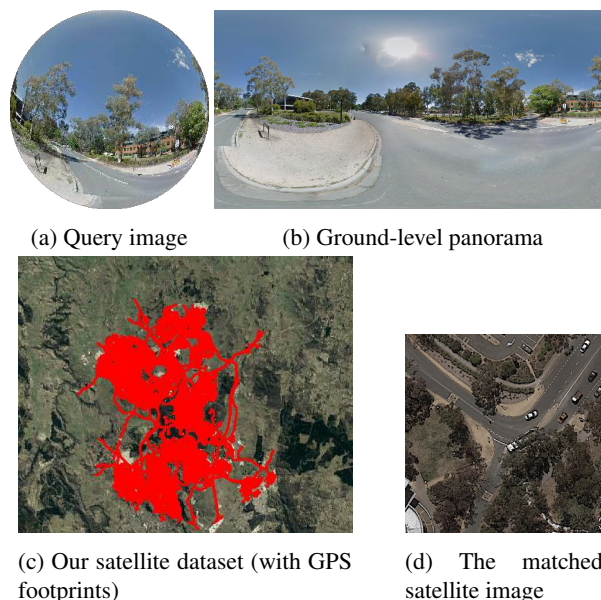 (a) Query image
(b) Ground-level panorama
(c) Our satellite dataset (with GPS
footprints)
(d) The matched
satellite image